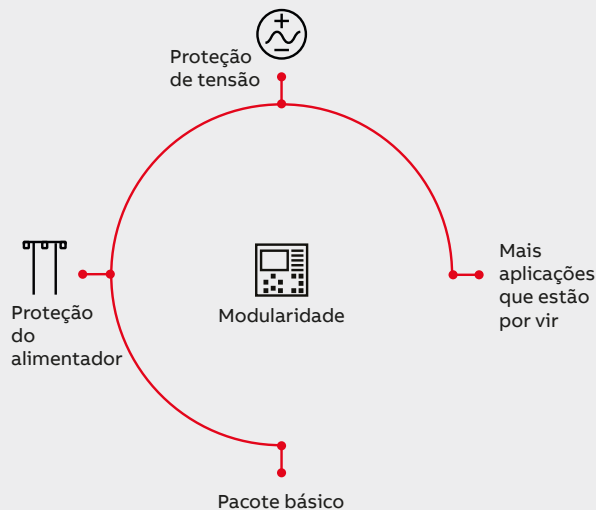 Proteção
de tensão
Mais
aplicações
que estão
por vir
Proteção
do
alimentador
Modularidade
Pacote básico